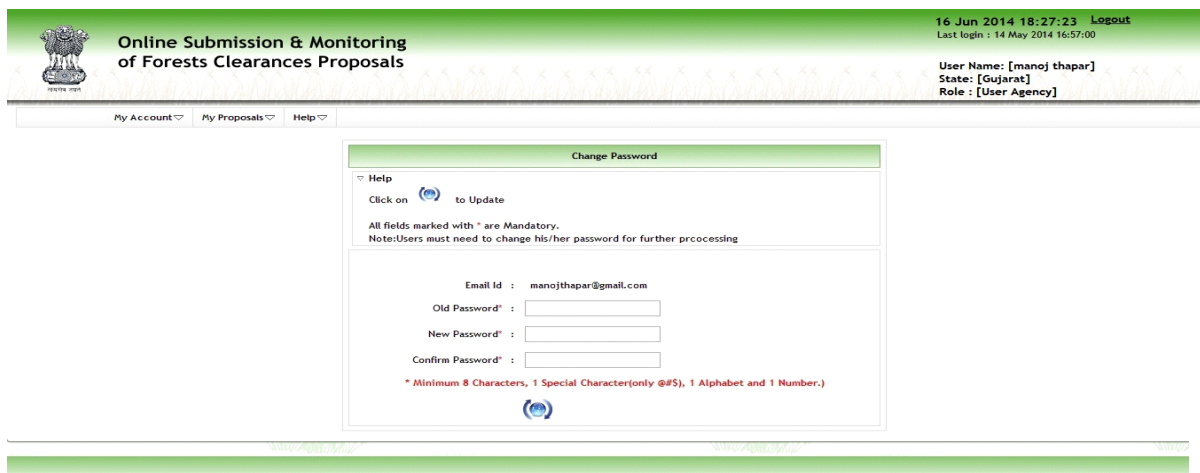 16 Jun 2014 18:27:23 Logout
Last login : 14 May 2014 16:57:00
Online Submission & Monitoring
of Forests Clearances Proposals
User Name: [manoj thapar]
State: [Gujarat]
Role : [User Agency]
सत्यमेव जयते
My Account My Proposals Help
Change Password
Help
Click on to Update
All fields marked with * are Mandatory.
Note:Users must need to change his/her password for further prcocessing
Email Id : manojthapar@gmail.com
Old Password* :
New Password* :
Confirm Password* :
* Minimum 8 Characters, 1 Special Character(only @#$), 1 Alphabet and 1 Number.)